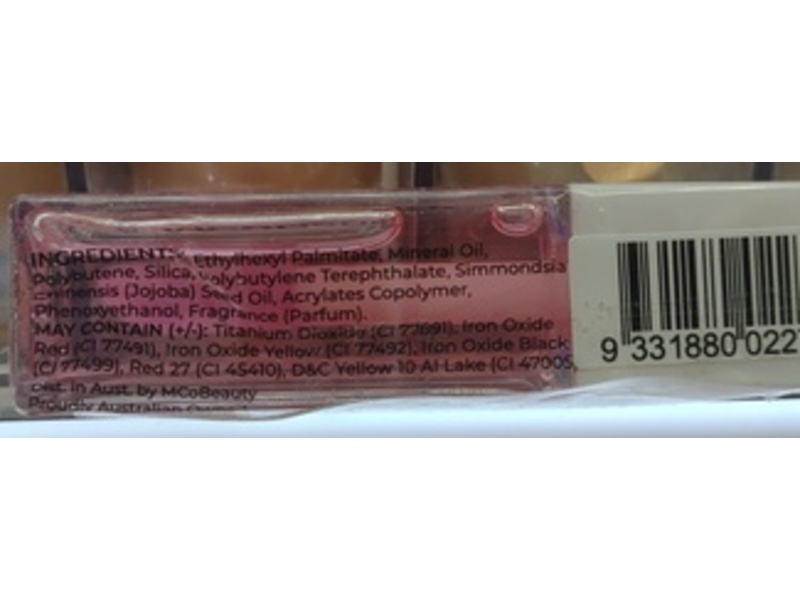 INGREDIENTS: Ethylhexyl Palmitate, Mineral Oil,
Polybutene, Silica, Polybutylene Terephthalate, Simmondsia
Chinensis (Jojoba) Seed Oil, Acrylates Copolymer,
Phenoxyethanol, Fragrance (Parfum).
MAY CONTAIN (+/-): Titanium Dioxide (CI 77891), Iron Oxide
Red (CI 77491), Iron Oxide Yellow (CI 77492), Iron Oxide Black
(CI 77499), Red 27 (CI 45410), D&C Yellow 10 Al Lake (CI 47005
Dist. in Aust. by MCoBeauty
Proudly Australian Owned
9 331880 022